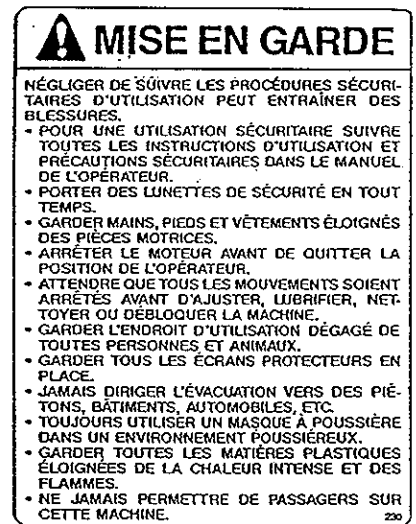 MISE EN GARDE
NÉGLIGER DE SUIVRE LES PROCÉDURES SÉCURI-
TAIRES D'UTILISATION PEUT ENTRAÎNER DES
BLESSURES.
• POUR UNE UTILISATION SÉCURITAIRE SUIVRE
TOUTES LES INSTRUCTIONS D'UTILISATION ET
PRÉCAUTIONS SÉCURITAIRES DANS LE MANUEL
DE L'OPÉRATEUR.
• PORTER DES LUNETTES DE SÉCURITÉ EN TOUT
TEMPS.
• GARDER MAINS, PIEDS ET VÊTEMENTS ÉLOIGNÉS
DES PIÈCES MOTRICES.
• ARRÊTER LE MOTEUR AVANT DE QUITTER LA
POSITION DE L'OPÉRATEUR.
• ATTENDRE QUE TOUS LES MOUVEMENTS SOIENT
ARRÊTÉS AVANT D'AJUSTER, LUBRIFIER, NET-
TOYER OU DÉBLOQUER LA MACHINE.
• GARDER L'ENDROIT D'UTILISATION DÉGAGÉ DE
TOUTES PERSONNES ET ANIMAUX.
• GARDER TOUS LES ÉCRANS PROTECTEURS EN
PLACE.
• JAMAIS DIRIGER L'ÉVACUATION VERS DES PIÉ-
TONS, BÂTIMENTS, AUTOMOBILES, ETC.
• TOUJOURS UTILISER UN MASQUE À POUSSIÈRE
DANS UN ENVIRONNEMENT POUSSIÉREUX.
• GARDER TOUTES LES MATIÈRES PLASTIQUES
ÉLOIGNÉES DE LA CHALEUR INTENSE ET DES
FLAMMES.
• NE JAMAIS PERMETTRE DE PASSAGERS SUR
CETTE MACHINE. 230